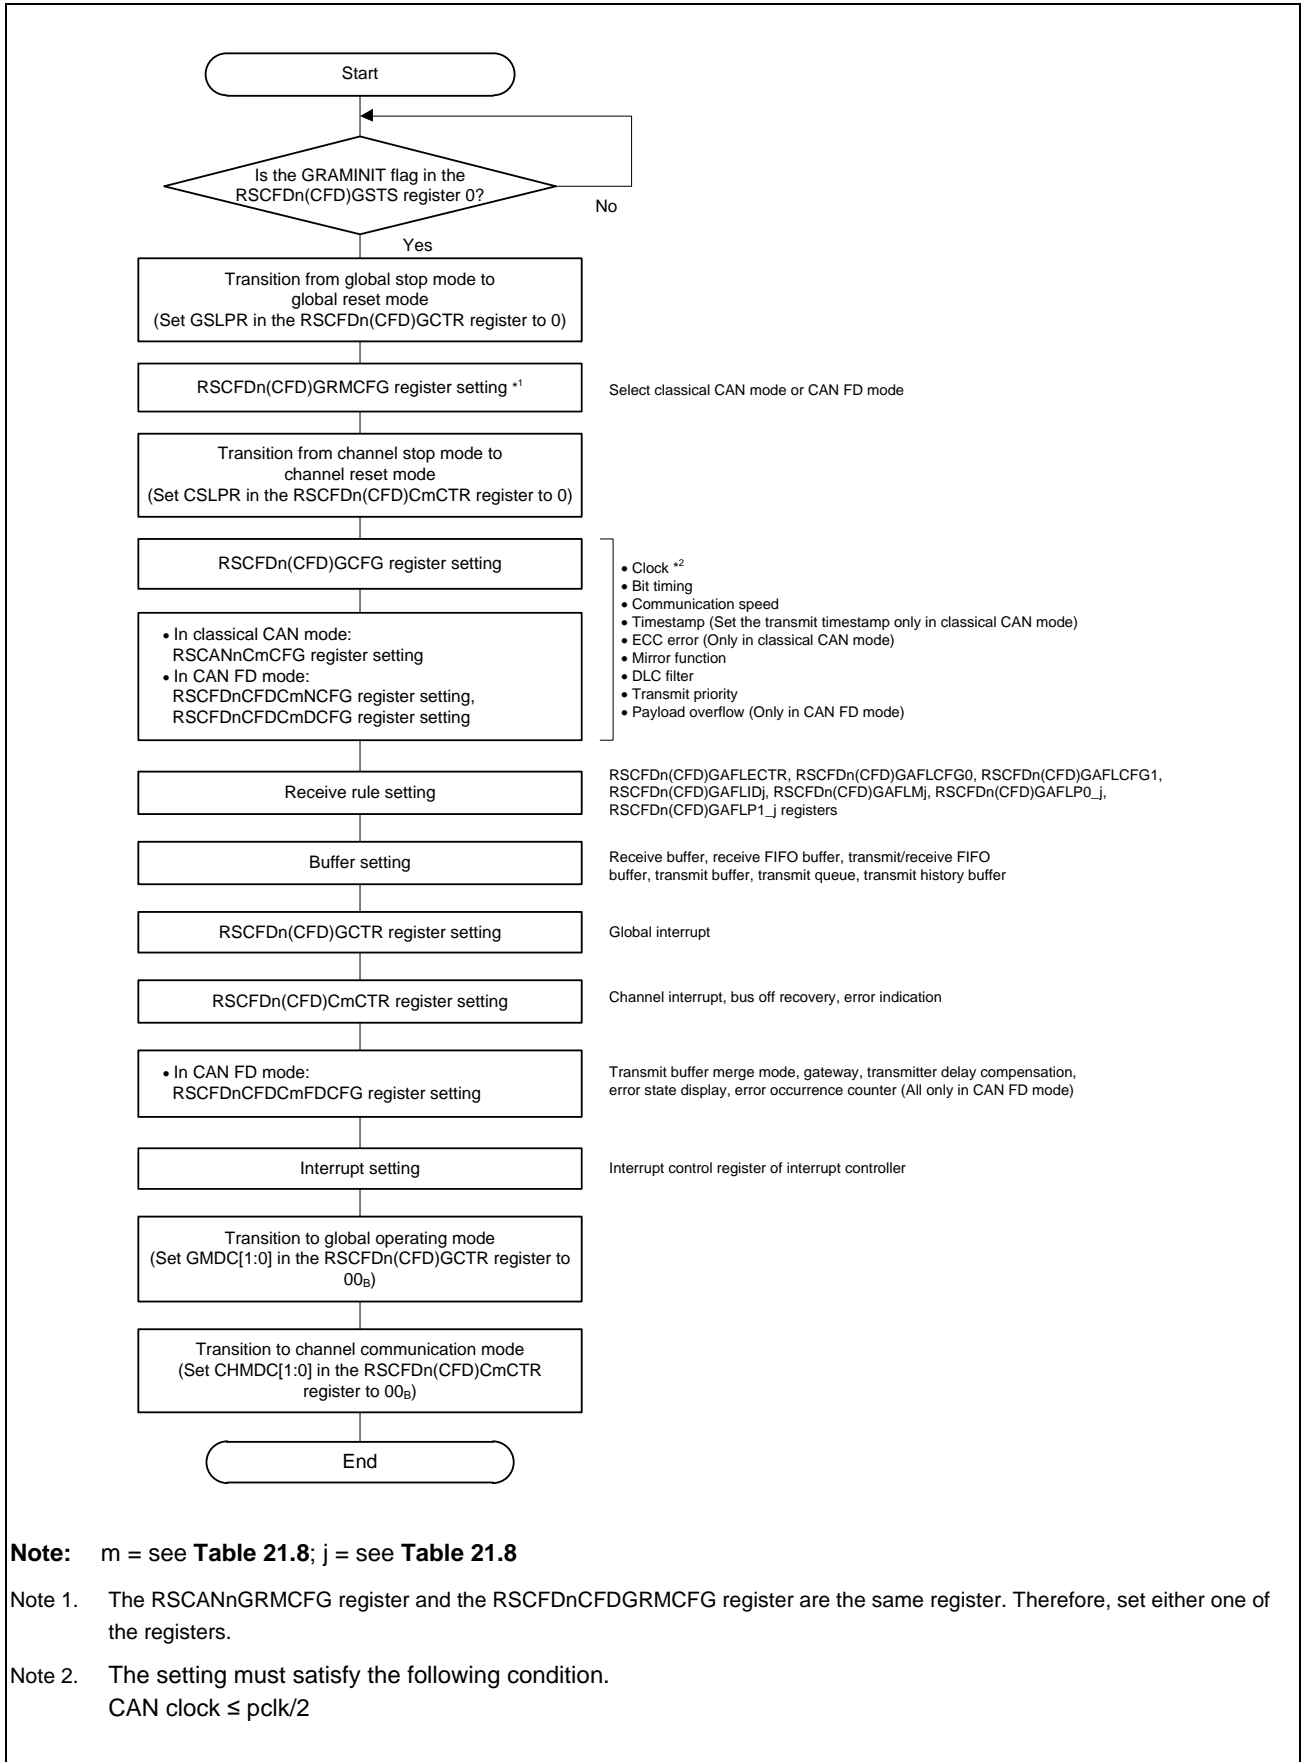 Start
Is the GRAMINIT flag in the
RSCFDn(CFD)GSTS register 0?
No
Yes
Transition from global stop mode to
global reset mode
(Set GSLPR in the RSCFDn(CFD)GCTR register to 0)
RSCFDn(CFD)GRMCFG register setting *1
Select classical CAN mode or CAN FD mode
Transition from channel stop mode to
channel reset mode
(Set CSLPR in the RSCFDn(CFD)CmCTR register to 0)
RSCFDn(CFD)GCFG register setting
• In classical CAN mode:
RSCANnCmCFG register setting
• In CAN FD mode:
RSCFDnCFDCmNCFG register setting,
RSCFDnCFDCmDCFG register setting
• Clock *2
• Bit timing
• Communication speed
• Timestamp (Set the transmit timestamp only in classical CAN mode)
• ECC error (Only in classical CAN mode)
• Mirror function
• DLC filter
• Transmit priority
• Payload overflow (Only in CAN FD mode)
Receive rule setting
RSCFDn(CFD)GAFLECTR, RSCFDn(CFD)GAFLCFG0, RSCFDn(CFD)GAFLCFG1,
RSCFDn(CFD)GAFLIDj, RSCFDn(CFD)GAFLMj, RSCFDn(CFD)GAFLP0_j,
RSCFDn(CFD)GAFLP1_j registers
Buffer setting
Receive buffer, receive FIFO buffer, transmit/receive FIFO
buffer, transmit buffer, transmit queue, transmit history buffer
RSCFDn(CFD)GCTR register setting
Global interrupt
RSCFDn(CFD)CmCTR register setting
Channel interrupt, bus off recovery, error indication
• In CAN FD mode:
RSCFDnCFDCmFDCFG register setting
Transmit buffer merge mode, gateway, transmitter delay compensation,
error state display, error occurrence counter (All only in CAN FD mode)
Interrupt setting
Interrupt control register of interrupt controller
Transition to global operating mode
(Set GMDC[1:0] in the RSCFDn(CFD)GCTR register to
00B)
Transition to channel communication mode
(Set CHMDC[1:0] in the RSCFDn(CFD)CmCTR
register to 00B)
End
Note: m = see Table 21.8; j = see Table 21.8
Note 1. The RSCANnGRMCFG register and the RSCFDnCFDGRMCFG register are the same register. Therefore, set either one of
the registers.
Note 2. The setting must satisfy the following condition.
CAN clock ≤ pclk/2